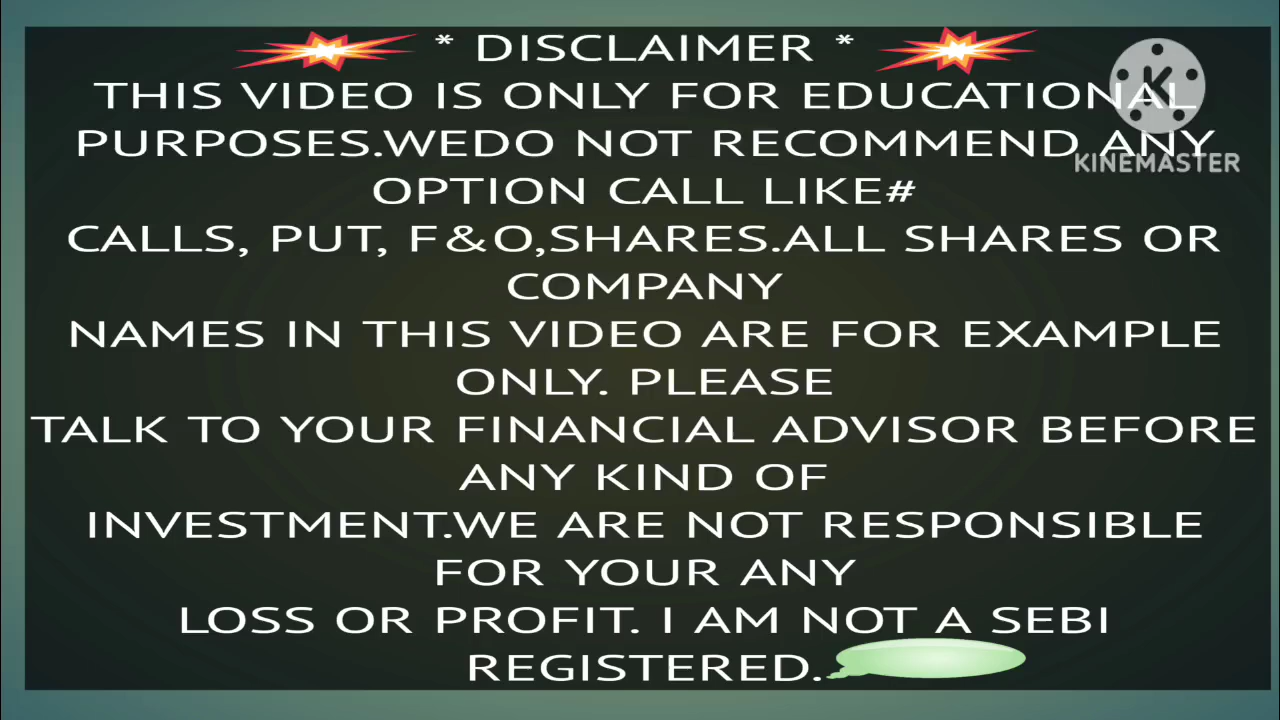 * DISCLAIMER *
THIS VIDEO IS ONLY FOR EDUCATIONAL
PURPOSES.WEDO NOT RECOMMEND ANY
OPTION CALL LIKE#
CALLS, PUT, F&O,SHARES.ALL SHARES OR
COMPANY
NAMES IN THIS VIDEO ARE FOR EXAMPLE
ONLY. PLEASE
TALK TO YOUR FINANCIAL ADVISOR BEFORE
ANY KIND OF
INVESTMENT.WE ARE NOT RESPONSIBLE
FOR YOUR ANY
LOSS OR PROFIT. I AM NOT A SEBI
REGISTERED.
K
KINEMASTER